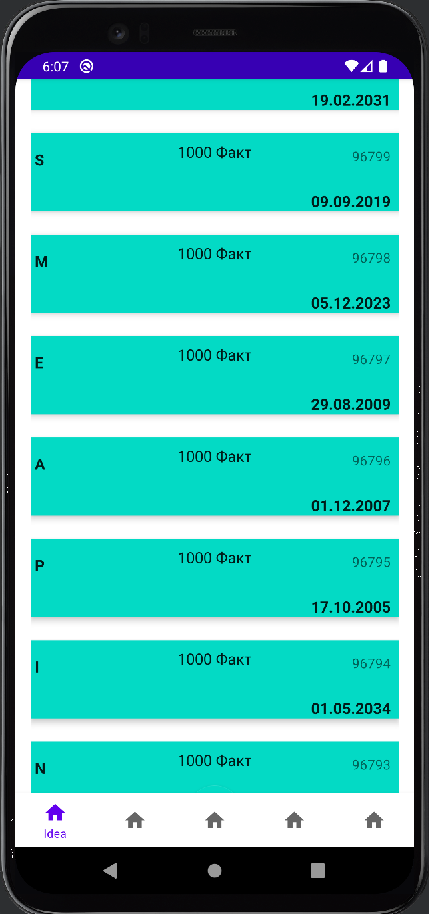 6:07
19.02.2031
1000 Факт
S
96799
09.09.2019
1000 Факт
M
96798
05.12.2023
1000 Факт
E
96797
29.08.2009
1000 Факт
A
96796
01.12.2007
1000 Факт
P
96795
17.10.2005
1000 Факт
I
96794
01.05.2034
1000 Факт
N
96793
Idea